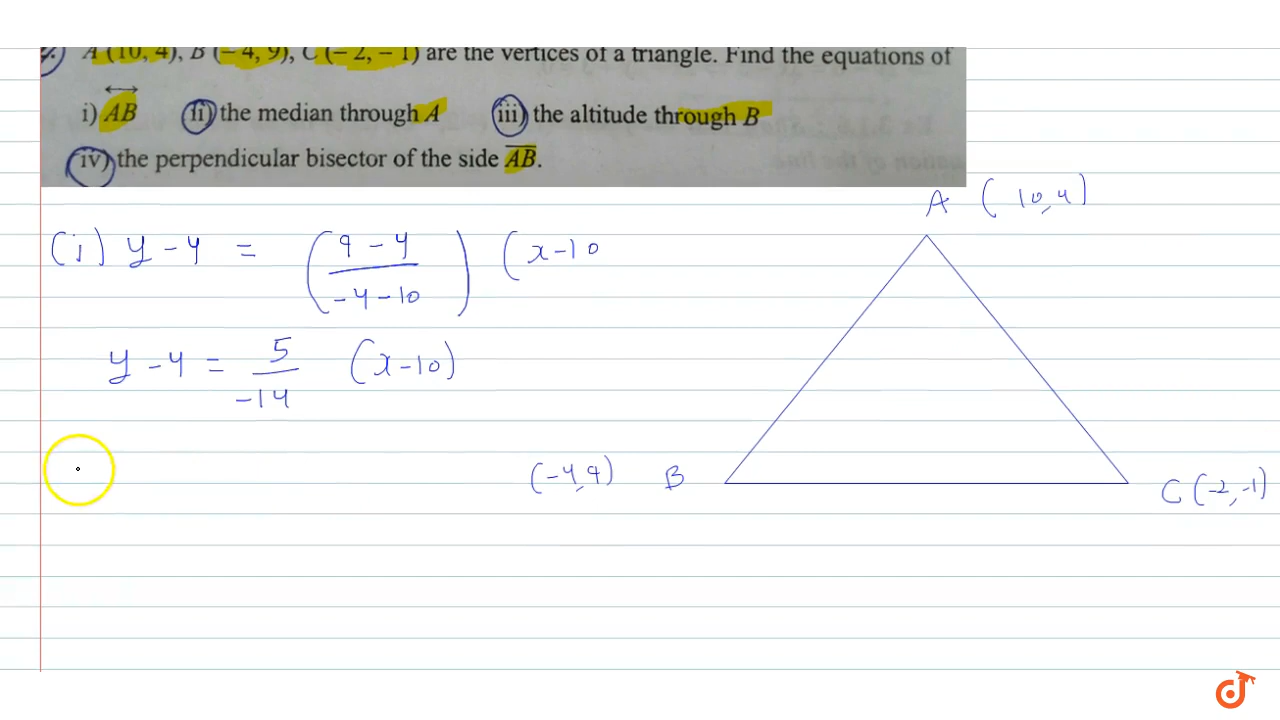 A (10, 4), B (− 4, 9), C (− 2, − 1) are the vertices of a triangle. Find the equations of
i) AB ii) the median through A iii) the altitude through B
iv) the perpendicular bisector of the side AB.
A (10,4)
(i) y-4 = (9-4/-4-10) (x-10
y-4 = 5/-14 (x-10)
(-4,9) B
C (-2,-1)